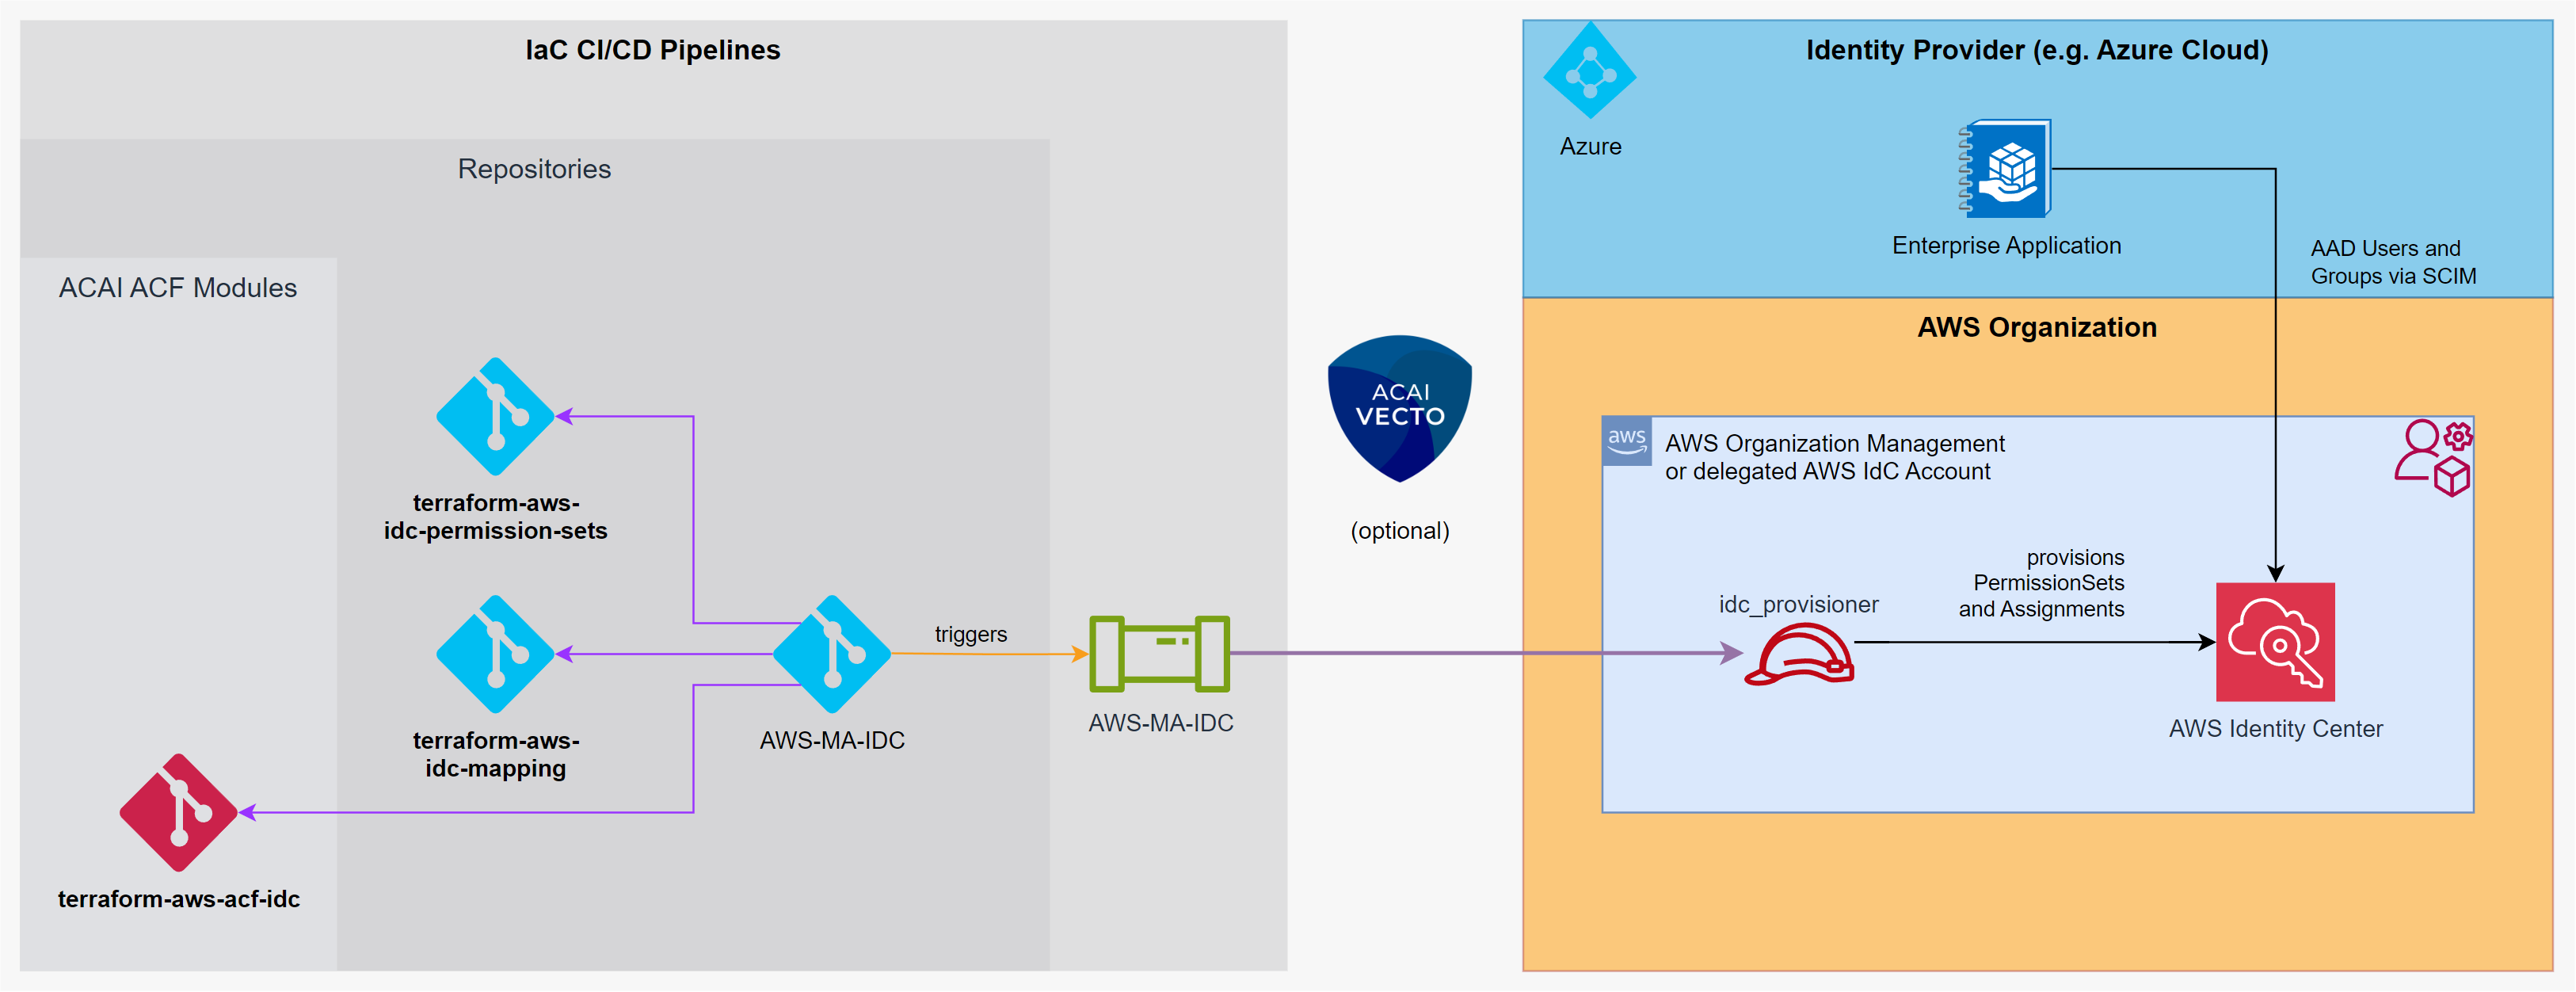 IaC CI/CD Pipelines
Repositories
ACAI ACF Modules
terraform-aws-
idc-permission-sets
terraform-aws-
idc-mapping
terraform-aws-acf-idc
AWS-MA-IDC
triggers
AWS-MA-IDC
ACAI
VECTO
(optional)
Identity Provider (e.g. Azure Cloud)
Azure
Enterprise Application
AAD Users and
Groups via SCIM
AWS Organization
aws
AWS Organization Management
or delegated AWS IdC Account
idc_provisioner
provisions
PermissionSets
and Assignments
AWS Identity Center